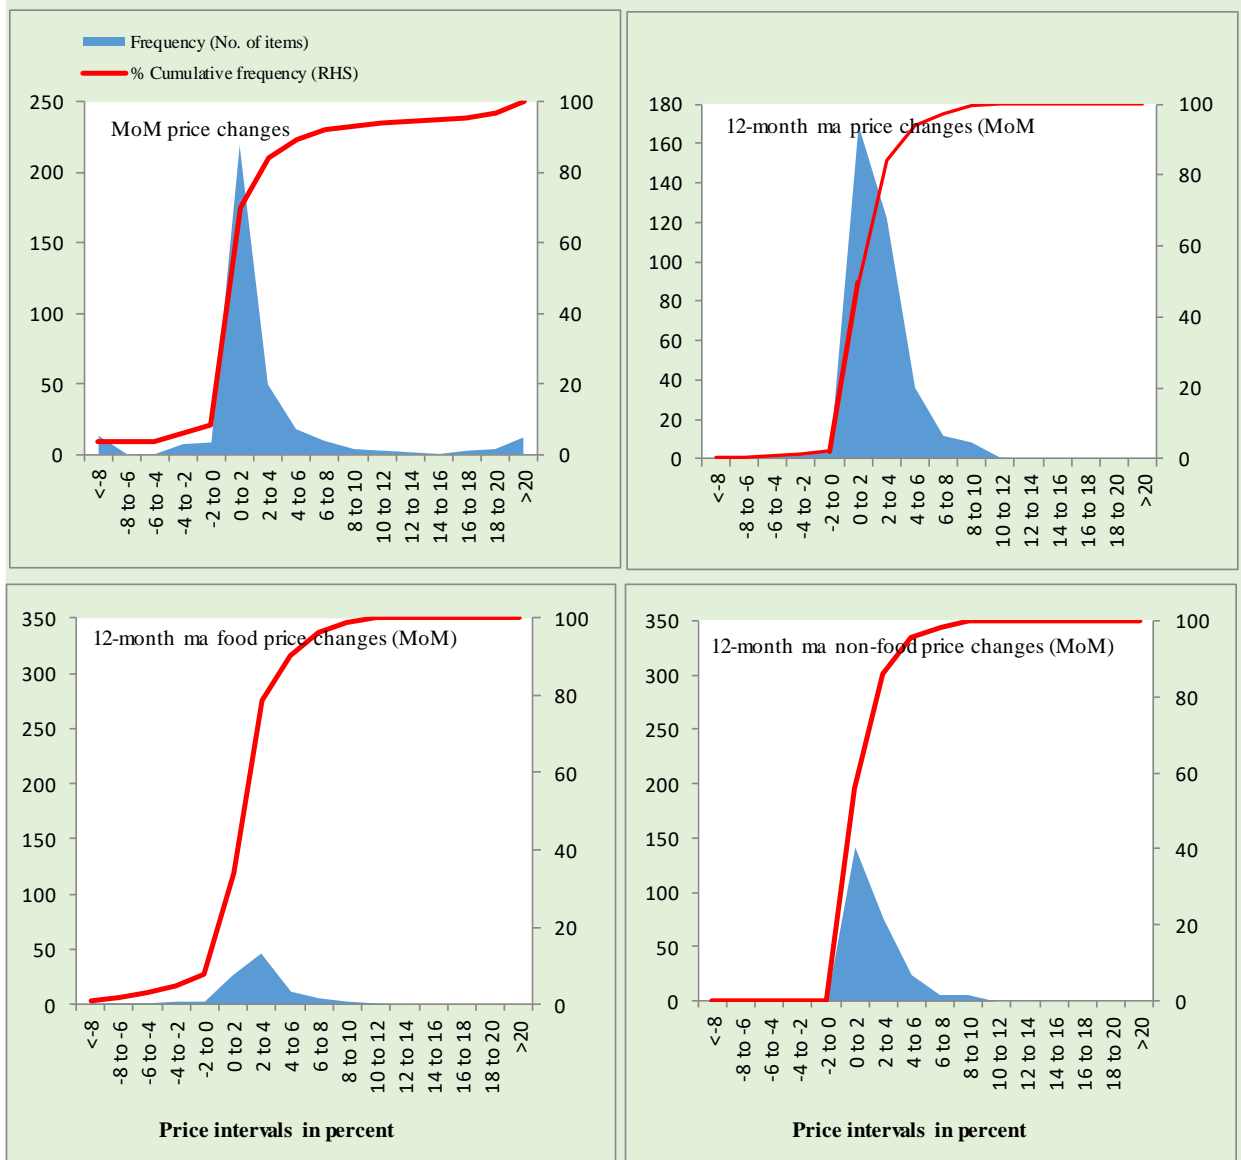 Frequency (No. of items)
% Cumulative frequency (RHS)
MoM price changes
250
200
150
100
50
0
100
80
60
40
20
0
<-8
-8 to -6
-6 to -4
-4 to -2
-2 to 0
0 to 2
2 to 4
4 to 6
6 to 8
8 to 10
10 to 12
12 to 14
14 to 16
16 to 18
18 to 20
>20
12-month ma price changes (MoM
180
160
140
120
100
80
60
40
20
0
100
80
60
40
20
0
<-8
-8 to -6
-6 to -4
-4 to -2
-2 to 0
0 to 2
2 to 4
4 to 6
6 to 8
8 to 10
10 to 12
12 to 14
14 to 16
16 to 18
18 to 20
>20
12-month ma food price changes (MoM)
350
300
250
200
150
100
50
0
100
80
60
40
20
0
<-8
-8 to -6
-6 to -4
-4 to -2
-2 to 0
0 to 2
2 to 4
4 to 6
6 to 8
8 to 10
10 to 12
12 to 14
14 to 16
16 to 18
18 to 20
>20
Price intervals in percent
12-month ma non-food price changes (MoM)
350
300
250
200
150
100
50
0
100
80
60
40
20
0
<-8
-8 to -6
-6 to -4
-4 to -2
-2 to 0
0 to 2
2 to 4
4 to 6
6 to 8
8 to 10
10 to 12
12 to 14
14 to 16
16 to 18
18 to 20
>20
Price intervals in percent